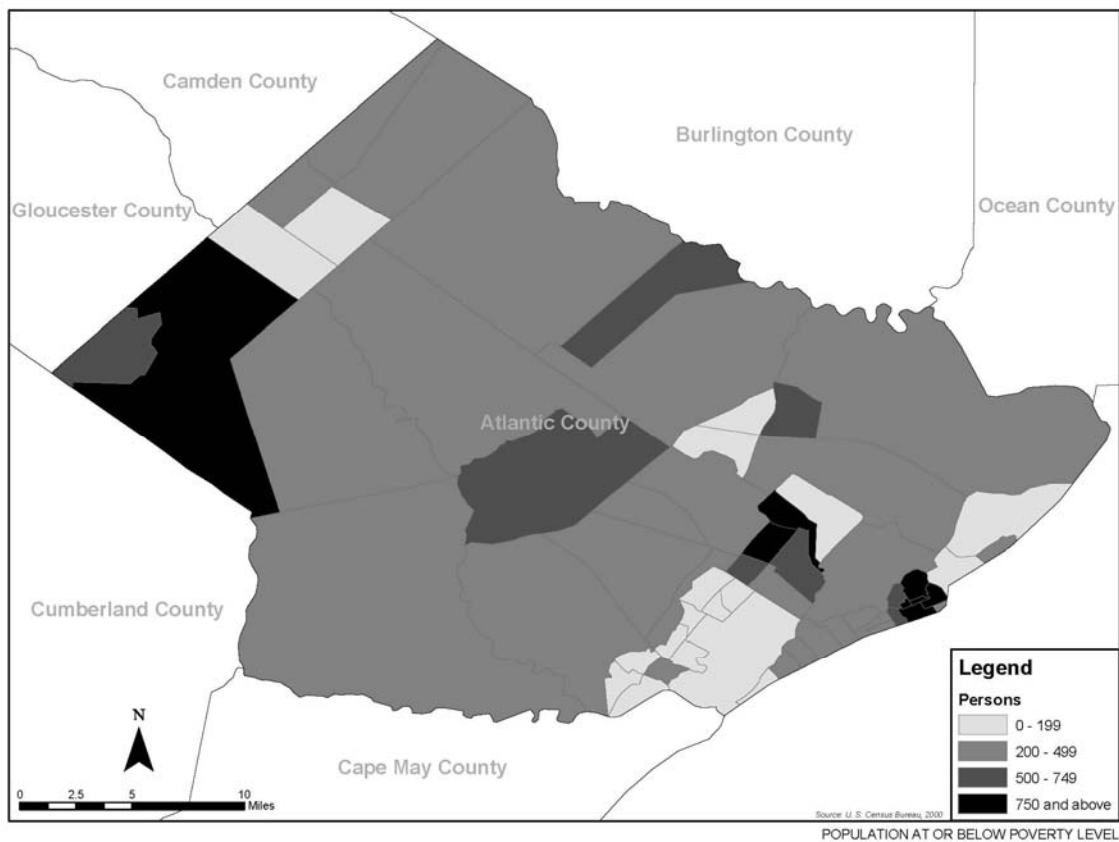 Camden County
Burlington County
Gloucester County
Ocean County
Atlantic County
Cumberland County
Cape May County
N
0 2.5 5 10
Miles
Legend
Persons
0 - 199
200 - 499
500 - 749
750 and above
Source: U. S. Census Bureau, 2000
POPULATION AT OR BELOW POVERTY LEVEL